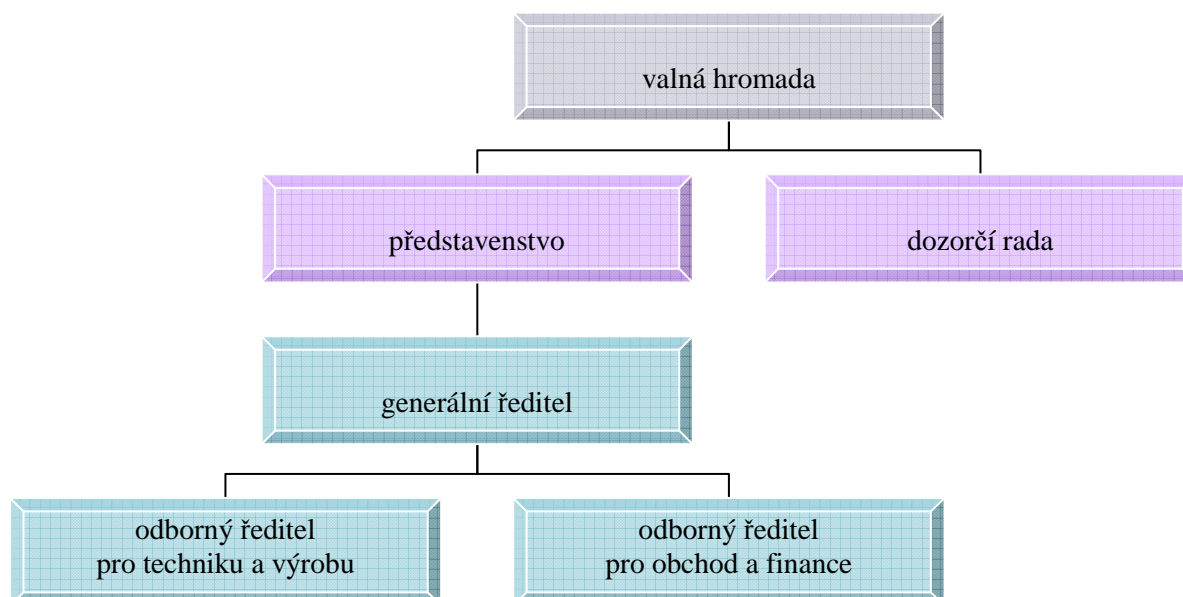 valná hromada
představenstvo
dozorčí rada
generální ředitel
odborný ředitel
pro techniku a výrobu
odborný ředitel
pro obchod a finance